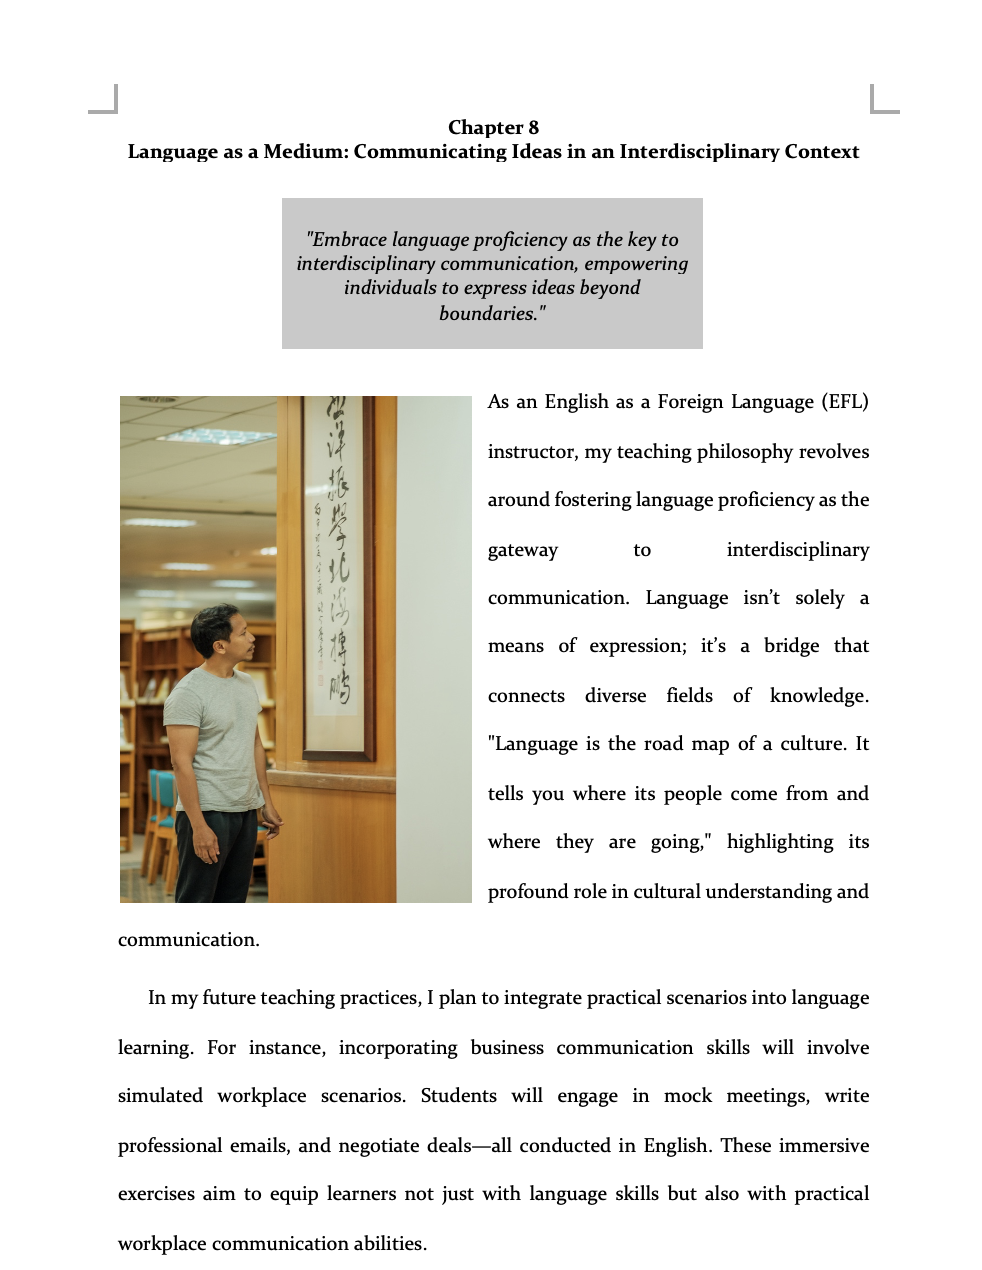 Chapter 8
Language as a Medium: Communicating Ideas in an Interdisciplinary Context
"Embrace language proficiency as the key to
interdisciplinary communication, empowering
individuals to express ideas beyond
boundaries."
洋振學北海搏鵬
As an English as a Foreign Language (EFL)
instructor, my teaching philosophy revolves
around fostering language proficiency as the
gateway to interdisciplinary
communication. Language isn’t solely a
means of expression; it’s a bridge that
connects diverse fields of knowledge.
"Language is the road map of a culture. It
tells you where its people come from and
where they are going," highlighting its
profound role in cultural understanding and
communication.
In my future teaching practices, I plan to integrate practical scenarios into language
learning. For instance, incorporating business communication skills will involve
simulated workplace scenarios. Students will engage in mock meetings, write
professional emails, and negotiate deals—all conducted in English. These immersive
exercises aim to equip learners not just with language skills but also with practical
workplace communication abilities.